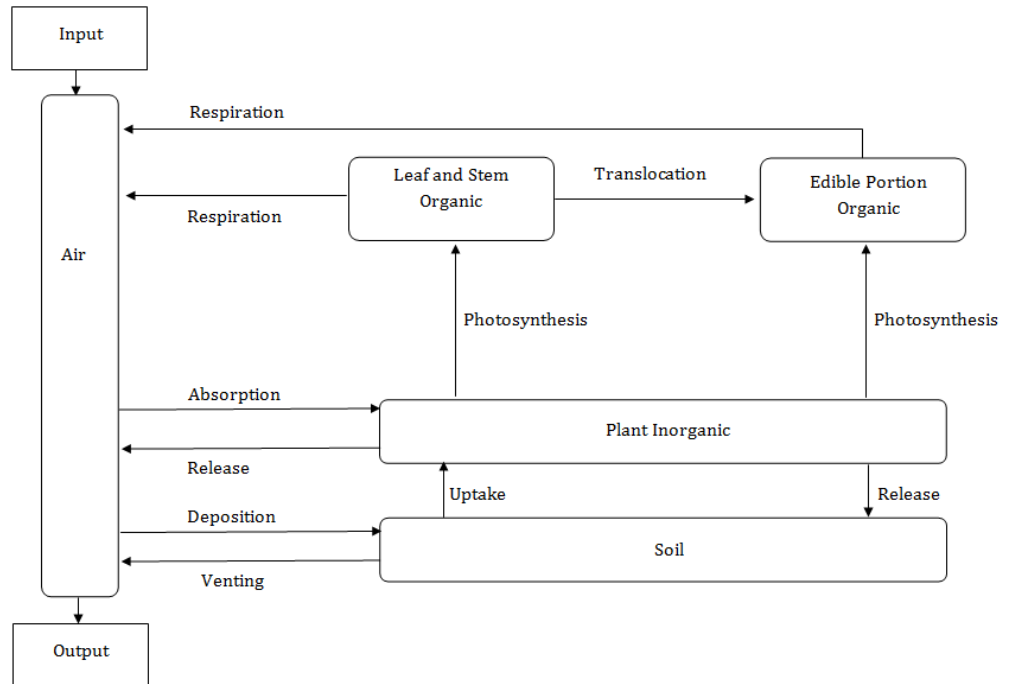 Input
Respiration
Leaf and Stem
Organic
Translocation
Edible Portion
Organic
Respiration
Air
Photosynthesis
Photosynthesis
Absorption
Plant Inorganic
Release
Uptake
Release
Deposition
Soil
Venting
Output